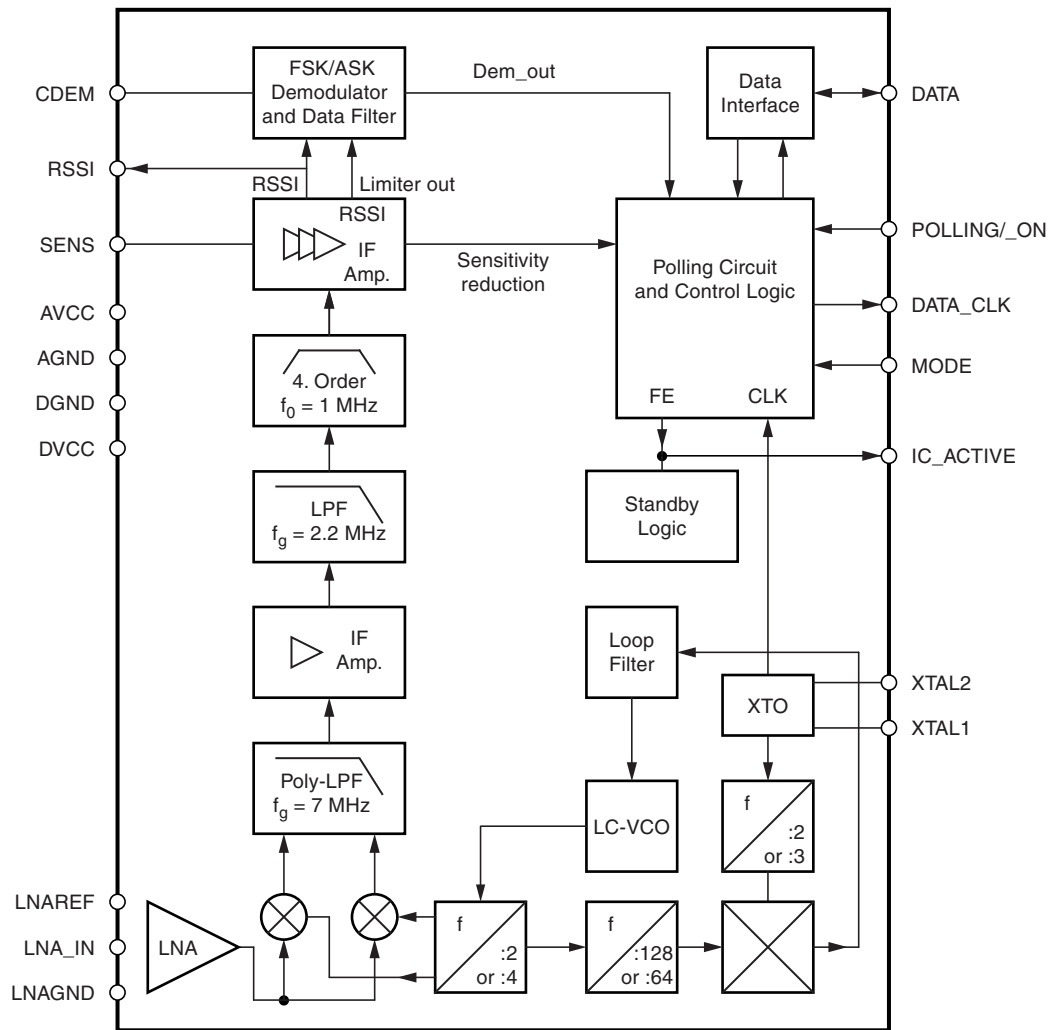 CDEM
FSK/ASK
Demodulator
and Data Filter
Dem_out
Data
Interface
DATA
RSSI
RSSI
Limiter out
SENS
RSSI
IF
Amp.
Sensitivity
reduction
Polling Circuit
and Control Logic
FE
CLK
POLLING/_ON
DATA_CLK
MODE
IC_ACTIVE
AVCC
AGND
DGND
DVCC
4. Order
f0 = 1 MHz
LPF
fg = 2.2 MHz
Standby
Logic
IF
Amp.
Loop
Filter
XTO
XTAL2
XTAL1
Poly-LPF
fg = 7 MHz
LC-VCO
f
:2
or :3
LNAREF
LNA_IN
LNAGND
LNA
f
:2
or :4
f
:128
or :64